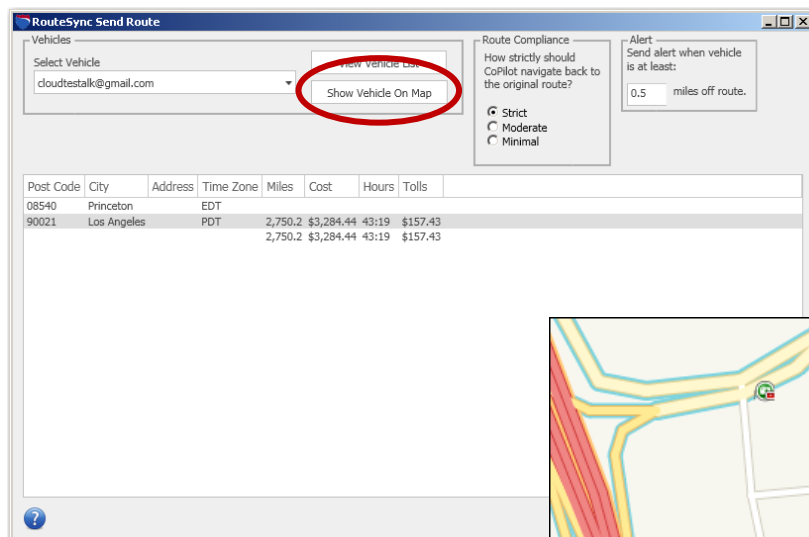 RouteSync Send Route
Vehicles
Select Vehicle
cloudtestalk@gmail.com
View Vehicle List
Show Vehicle On Map
Route Compliance
How strictly should
CoPilot navigate back to
the original route?
Strict
Moderate
Minimal
Alert
Send alert when vehicle
is at least:
0.5 miles off route.
Post Code City Address Time Zone Miles Cost Hours Tolls
08540 Princeton EDT
90021 Los Angeles PDT 2,750.2 $3,284.44 43:19 $157.43
2,750.2 $3,284.44 43:19 $157.43
?